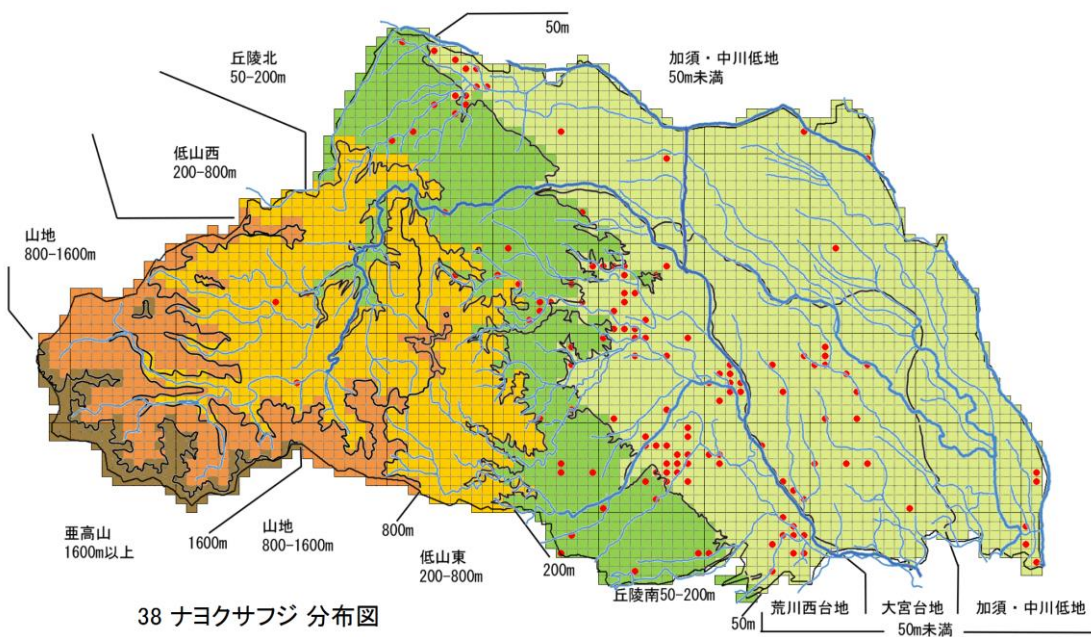 50m
丘陵北
50-200m
加須・中川低地
50m未満
低山西
200-800m
山地
800-1600m
亜高山
1600m以上
1600m
山地
800-1600m
800m
低山東
200-800m
200m
丘陵南50-200m
50m
荒川西台地
大宮台地
加須・中川低地
50m未満
38 ナヨクサフジ 分布図